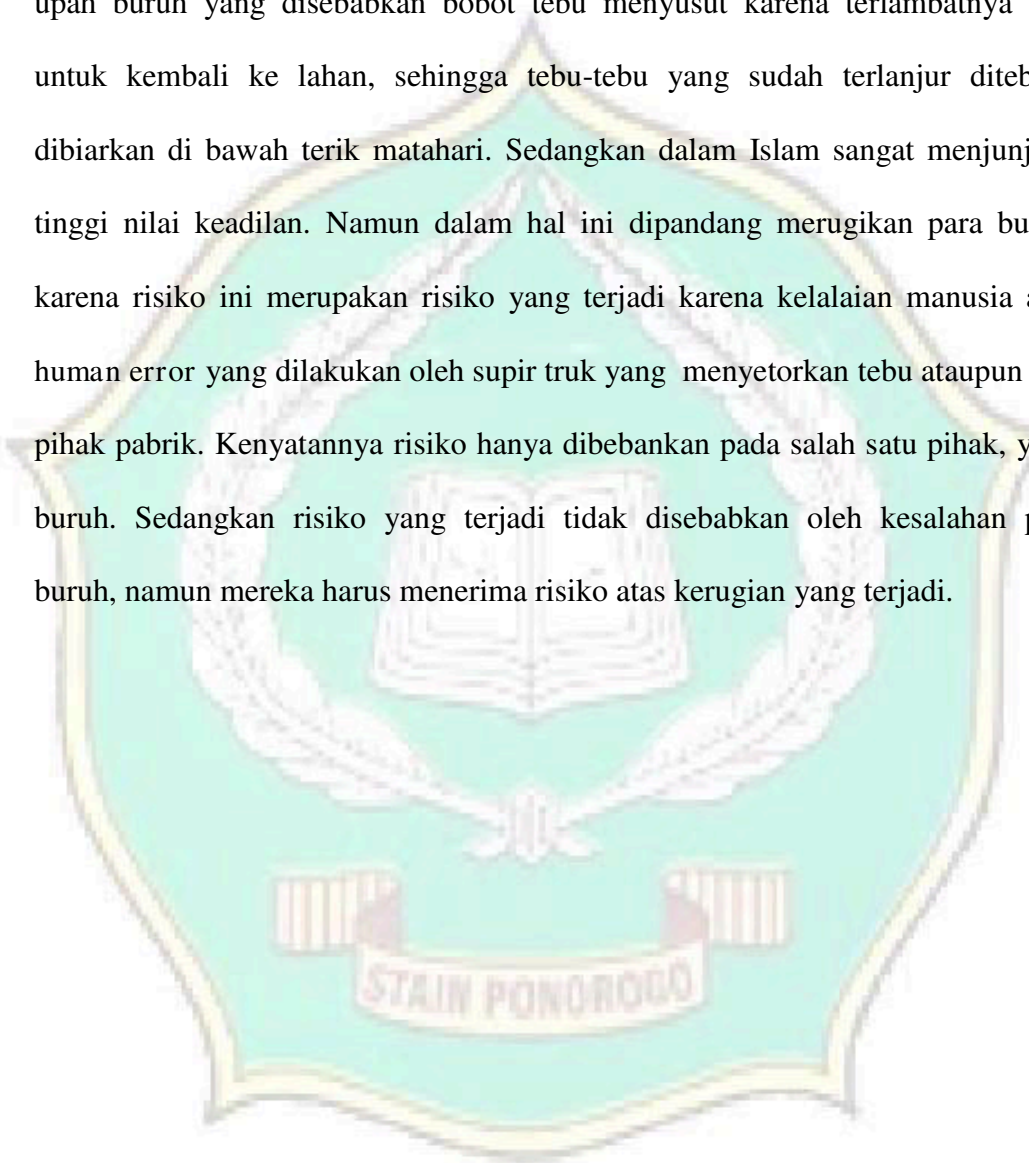 upah buruh yang disebabkan bobot tebu menyusut karena terlambatnya
untuk kembali ke lahan, sehingga tebu-tebu yang sudah terlanjur diteb
dibiarkan di bawah terik matahari. Sedangkan dalam Islam sangat menjunj
tinggi nilai keadilan. Namun dalam hal ini dipandang merugikan para bu
karena risiko ini merupakan risiko yang terjadi karena kelalaian manusia a
human error yang dilakukan oleh supir truk yang menyetorkan tebu ataupun
pihak pabrik. Kenyatannya risiko hanya dibebankan pada salah satu pihak, y
buruh. Sedangkan risiko yang terjadi tidak disebabkan oleh kesalahan p
buruh, namun mereka harus menerima risiko atas kerugian yang terjadi.
STAIN PONOROGO